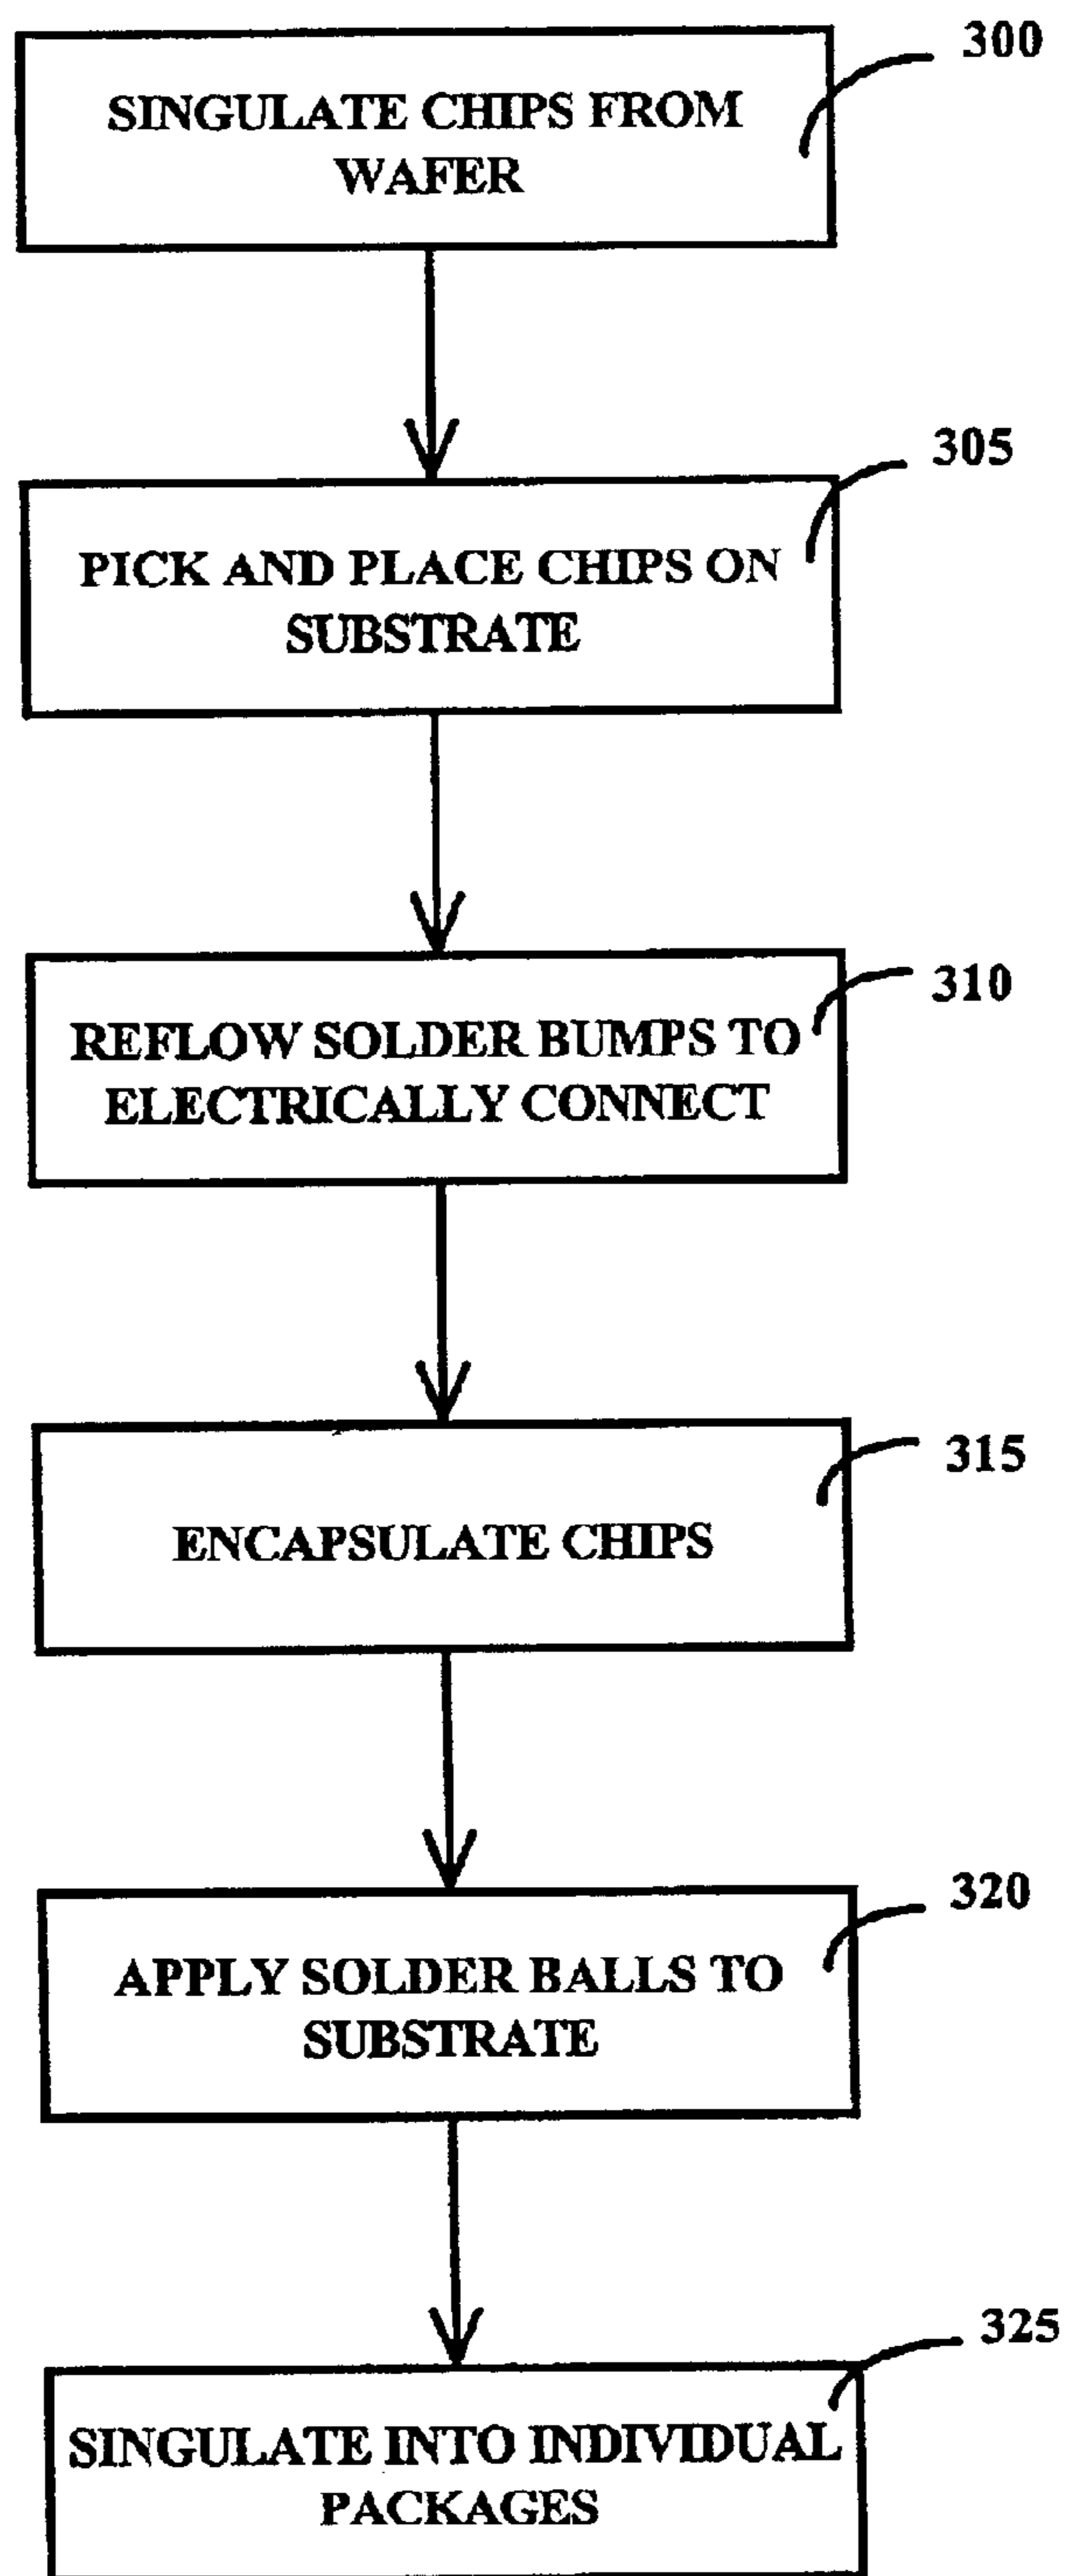 300
SINGULATE CHIPS FROM
WAFER
305
PICK AND PLACE CHIPS ON
SUBSTRATE
310
REFLOW SOLDER BUMPS TO
ELECTRICALLY CONNECT
315
ENCAPSULATE CHIPS
320
APPLY SOLDER BALLS TO
SUBSTRATE
325
SINGULATE INTO INDIVIDUAL
PACKAGES